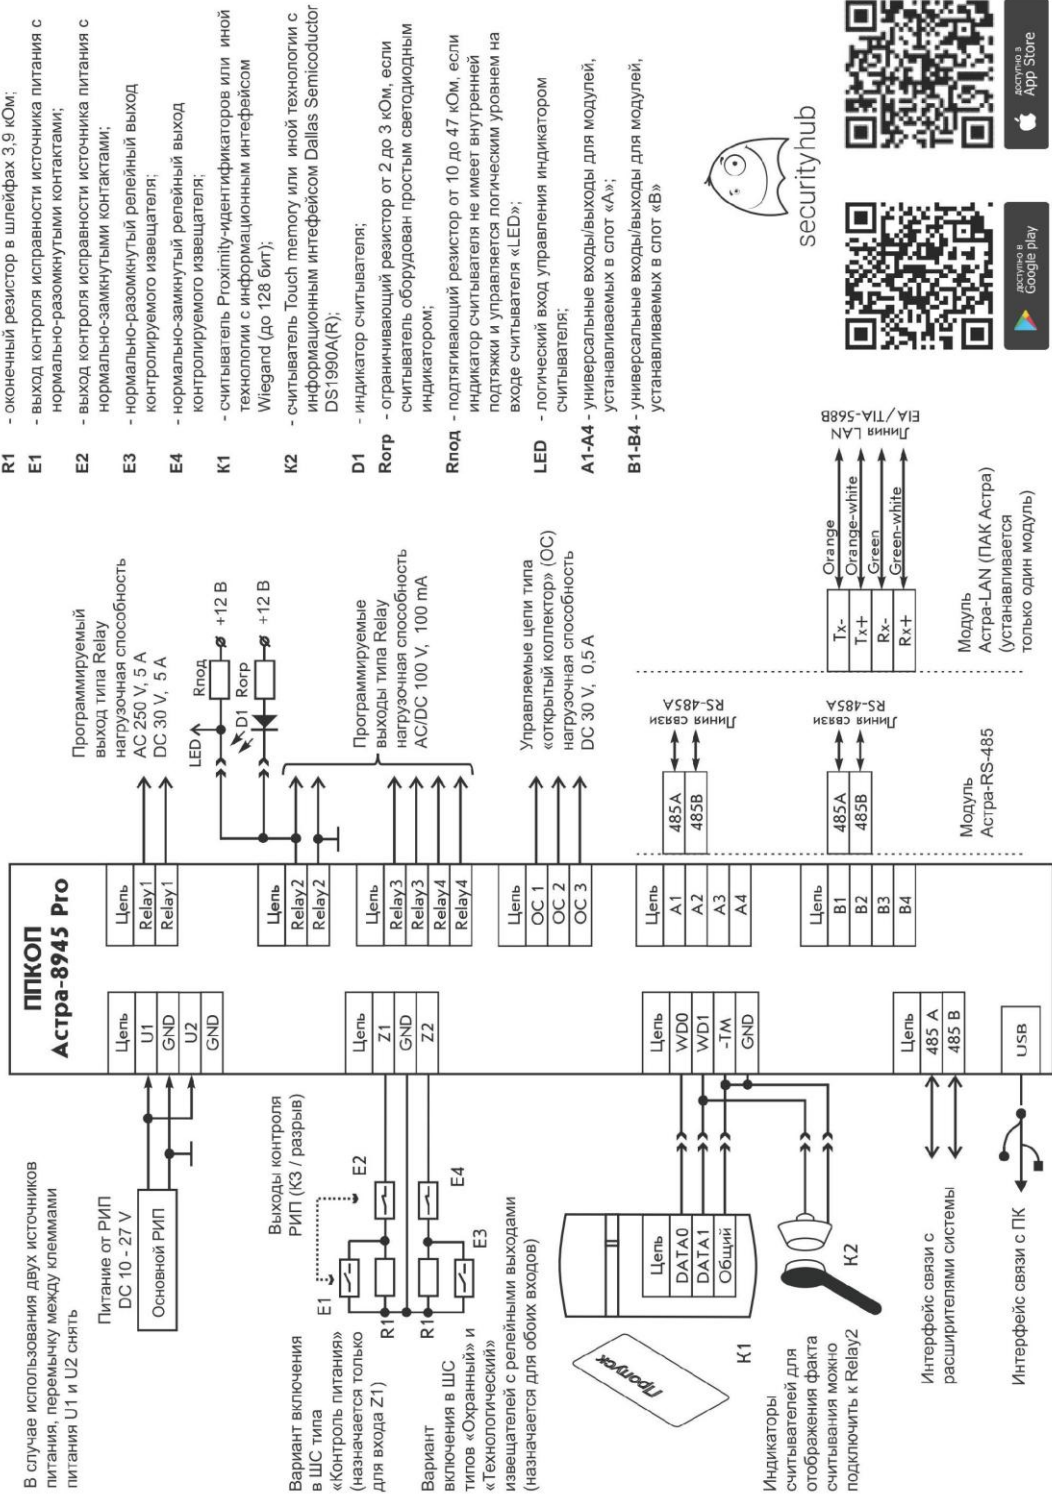 ППКОП
Астра-8945 Pro
В случае использования двух источников
питания, перемычку между клеммами
питания U1 и U2 снять
Питание от РИП
DC 10 - 27 V
Основной РИП
Цепь
U1
GND
U2
GND
Выходы контроля
РИП (КЗ / разрыв)
Вариант включения
в ШС типа
«Контроль питания»
(назначается только
для входа Z1)
E1
E2
R1
R1
E3
E4
Цепь
Z1
GND
Z2
Вариант
включения в ШС
типов «Охранный» и
«Технологический»
извещателей с релейными выходами
(назначается для обоих входов)
Пропуск
К1
Цепь
DATA0
DATA1
Общий
К2
Цепь
WD0
WD1
-TM
GND
Индикаторы
считывателей для
отображения факта
считывания можно
подключить к Relay2
Интерфейс связи с
расширителями системы
Цепь
485 A
485 B
Интерфейс связи с ПК
USB
Цепь
Relay1
Relay1
Программируемый
выход типа Relay
нагрузочная способность
AC 250 V, 5 A
DC 30 V, 5 A
LED
Rпод
+12 В
D1
Rогр
+12 В
Цепь
Relay2
Relay2
Цепь
Relay3
Relay3
Relay4
Relay4
Программируемые
выходы типа Relay
нагрузочная способность
AC/DC 100 V, 100 mA
Цепь
OC 1
OC 2
OC 3
Управляемые цепи типа
«открытый коллектор» (ОС)
нагрузочная способность
DC 30 V, 0,5 A
Цепь
A1
A2
A3
A4
485A
485B
Линия связи
RS-485A
Цепь
B1
B2
B3
B4
485A
485B
Линия связи
RS-485A
Модуль
Астра-RS-485
Tx-
Tx+
Rx-
Rx+
Orange
Orange-white
Green
Green-white
Линия LAN
EIA/TIA-568B
Модуль
Астра-LAN (ПАК Астра)
(устанавливается
только один модуль)
R1 - оконечный резистор в шлейфах 3,9 кОм;
E1 - выход контроля исправности источника питания с
нормально-разомкнутыми контактами;
E2 - выход контроля исправности источника питания с
нормально-замкнутыми контактами;
E3 - нормально-разомкнутый релейный выход
контролируемого извещателя;
E4 - нормально-замкнутый релейный выход
контролируемого извещателя;
К1 - считыватель Proximity-идентификаторов или иной
технологии с информационным интерфейсом
Wiegand (до 128 бит);
К2 - считыватель Touch memory или иной технологии с
информационным интефейсом Dallas Semicoductor
DS1990A(R);
D1 - индикатор считывателя;
Rогр - ограничивающий резистор от 2 до 3 кОм, если
считыватель оборудован простым светодиодным
индикатором;
Rпод - подтягивающий резистор от 10 до 47 кОм, если
индикатор считывателя не имеет внутренней
подтяжки и управляется логическим уровнем на
входе считывателя «LED»;
LED - логический вход управления индикатором
считывателя;
A1-A4 - универсальные входы/выходы для модулей,
устанавливаемых в слот «А»;
B1-B4 - универсальные входы/выходы для модулей,
устанавливаемых в слот «В»
securityhub
доступно в
Google play
доступно в
App Store